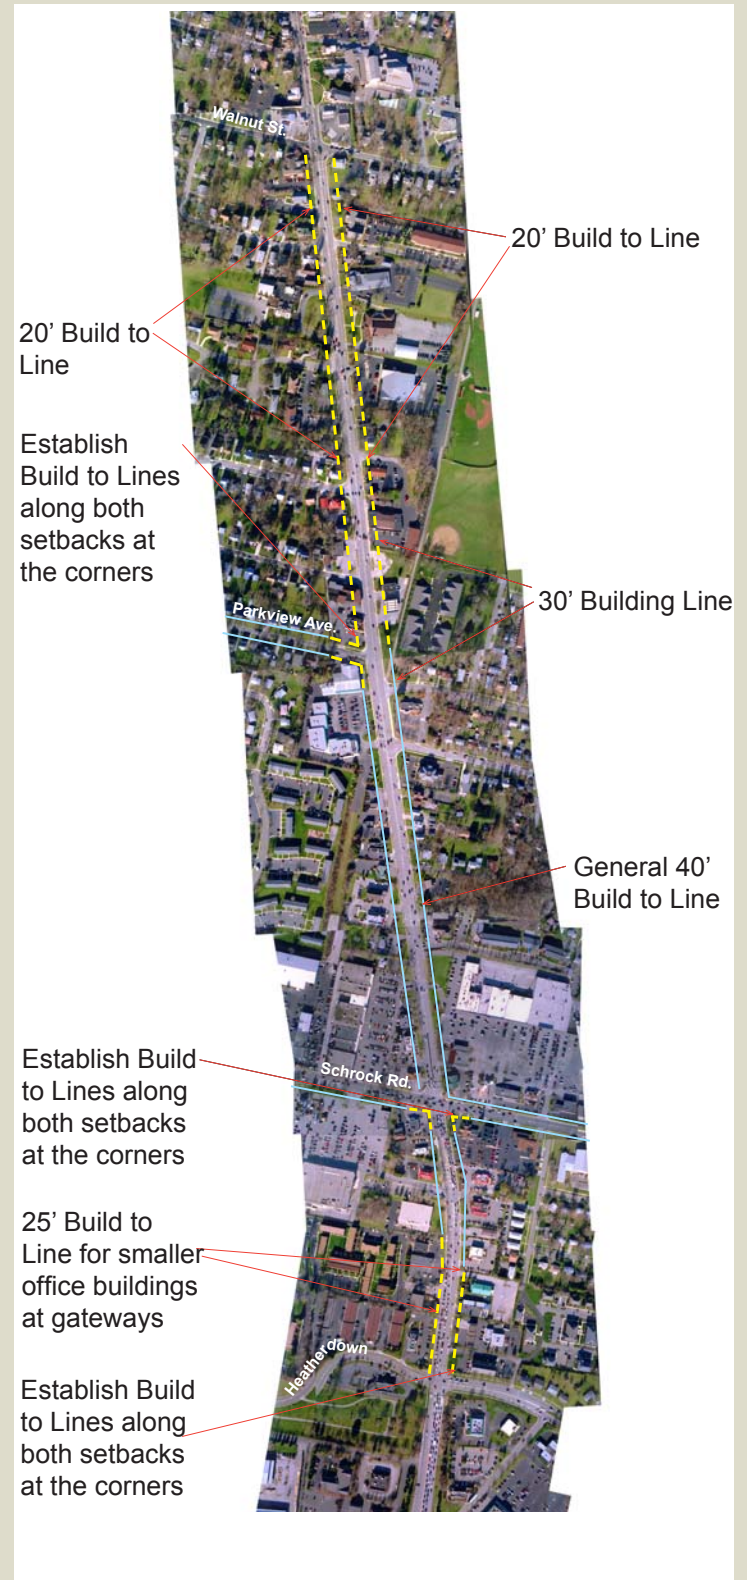 Walnut St.
20’ Build to Line
20’ Build to
Line
Establish
Build to Lines
along both
setbacks at
the corners
30’ Building Line
Parkview Ave.
General 40’
Build to Line
Establish Build
to Lines along
both setbacks
at the corners
Schrock Rd.
25’ Build to
Line for smaller
office buildings
at gateways
Heatherdown
Establish Build
to Lines along
both setbacks
at the corners